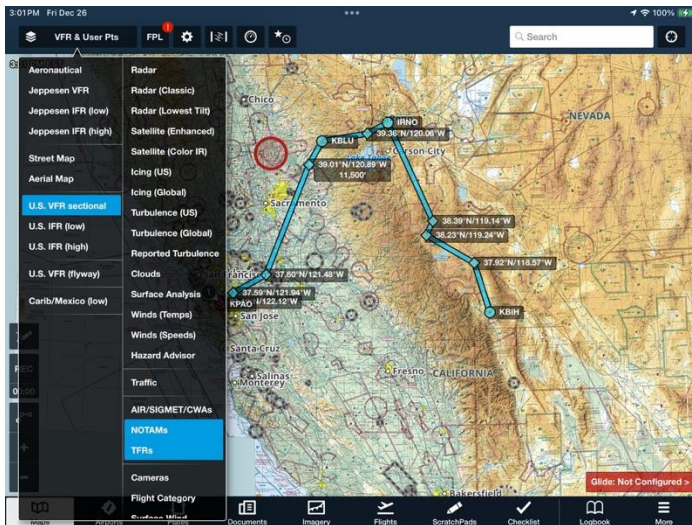 3:01PM Fri Dec 26
100%
VFR & User Pts
FPL
Search
Aeronautical
Jeppesen VFR
Jeppesen IFR (low)
Jeppesen IFR (high)
Street Map
Aerial Map
U.S. VFR sectional
U.S. IFR (low)
U.S. IFR (high)
U.S. VFR (flyway)
Carib/Mexico (low)
Radar
Radar (Classic)
Radar (Lowest Tilt)
Satellite (Enhanced)
Satellite (Color IR)
Icing (US)
Icing (Global)
Turbulence (US)
Turbulence (Global)
Reported Turbulence
Clouds
Surface Analysis
Winds (Temps)
Winds (Speeds)
Hazard Advisor
Traffic
AIR/SIGMET/CWAs
NOTAMs
TFRs
Cameras
Flight Category
Surface Wind
Chico
NEVADA
IRNO
39.36°N/120.06°W
KBLU
Carson City
39.01°N/120.89°W
11,500'
Sacramento
38.39°N/119.14°W
38.23°N/119.24°W
37.92°N/118.57°W
37.80°N/121.48°W
37.59°N/121.94°W
KPAO
N/122.12°W
San Jose
KBIH
Santa Cruz
Salinas
Monterey
Fresno
CALIFORNIA
Bakersfield
REC
Glide: Not Configured >
Maps
Airports
Plates
Documents
Imagery
Flights
ScratchPads
Checklist
Logbook
More